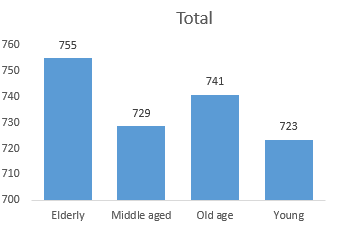 Total
760
750
740
730
720
710
700
755
729
741
723
Elderly
Middle aged
Old age
Young